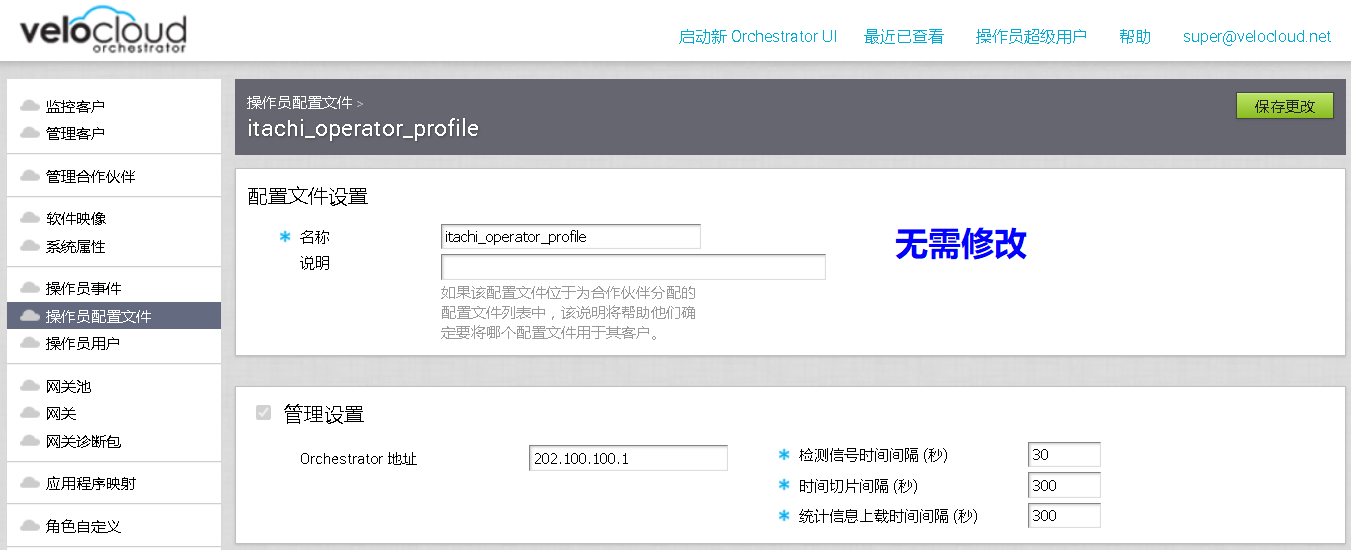 velocloud
orchestrator
启动新 Orchestrator UI 最近已查看 操作员超级用户 帮助 super@velocloud.net
监控客户
管理客户
管理合作伙伴
软件映像
系统属性
操作员事件
操作员配置文件
操作员用户
网关池
网关
网关诊断包
应用程序映射
角色自定义
操作员配置文件 >
itachi_operator_profile
保存更改
配置文件设置
* 名称 itachi_operator_profile
说明
无需修改
如果该配置文件位于为合作伙伴分配的
配置文件列表中，该说明将帮助他们确
定要将哪个配置文件用于其客户。
管理设置
Orchestrator 地址 202.100.100.1
* 检测信号时间间隔 (秒) 30
* 时间切片间隔 (秒) 300
* 统计信息上载时间间隔 (秒) 300